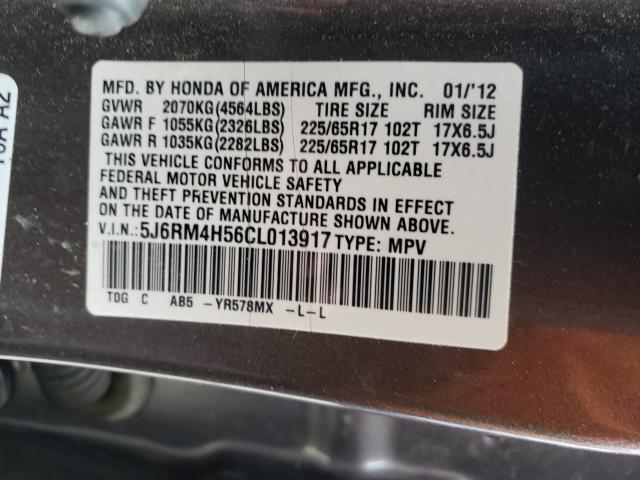 MFD. BY HONDA OF AMERICA MFG., INC. 01/'12
GVWR 2070KG(4564LBS) TIRE SIZE RIM SIZE
GAWR F 1055KG(2326LBS) 225/65R17 102T 17X6.5J
GAWR R 1035KG(2282LBS) 225/65R17 102T 17X6.5J
THIS VEHICLE CONFORMS TO ALL APPLICABLE
FEDERAL MOTOR VEHICLE SAFETY
AND THEFT PREVENTION STANDARDS IN EFFECT
ON THE DATE OF MANUFACTURE SHOWN ABOVE.
V.I.N.:5J6RM4H56CL013917 TYPE: MPV
TOG C AB5 -YR578MX -L-L